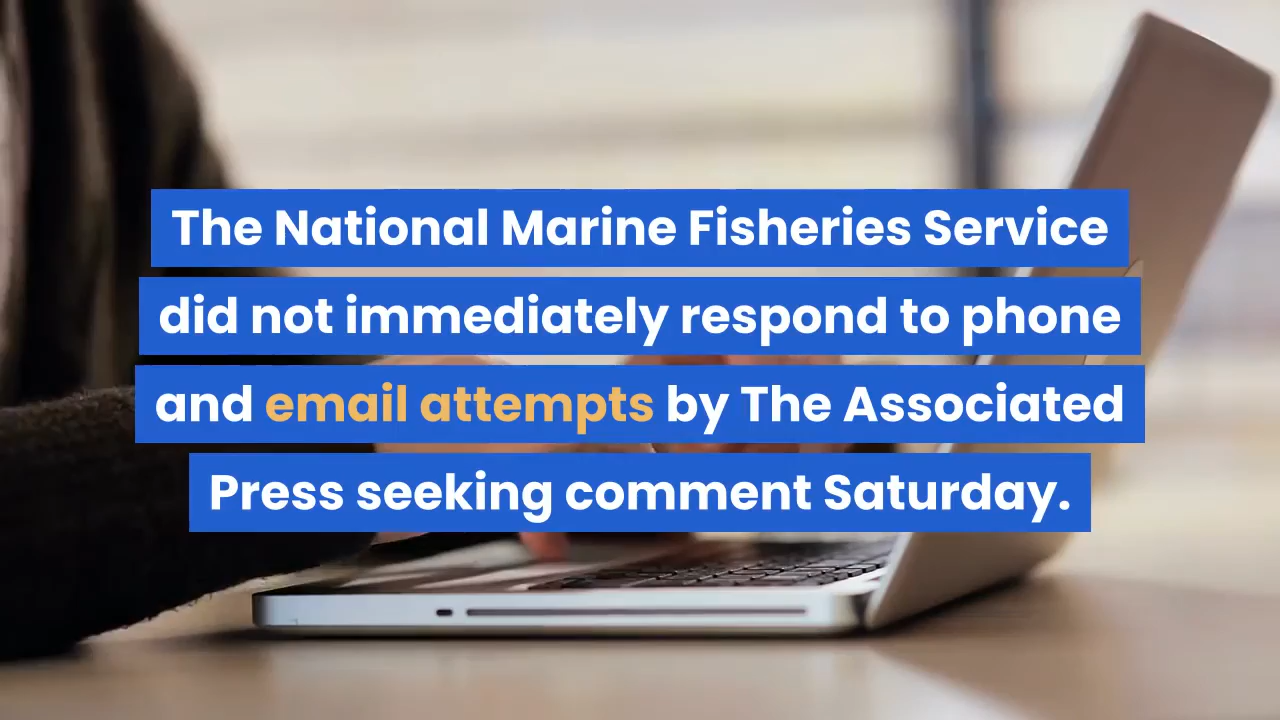 The National Marine Fisheries Service
did not immediately respond to phone
and email attempts by The Associated
Press seeking comment Saturday.